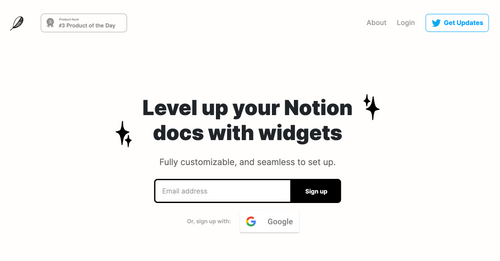 Product Hunt
#3 Product of the Day
About
Login
Get Updates
Level up your Notion
docs with widgets
Fully customizable, and seamless to set up.
Email address
Sign up
Or, sign up with:
Google